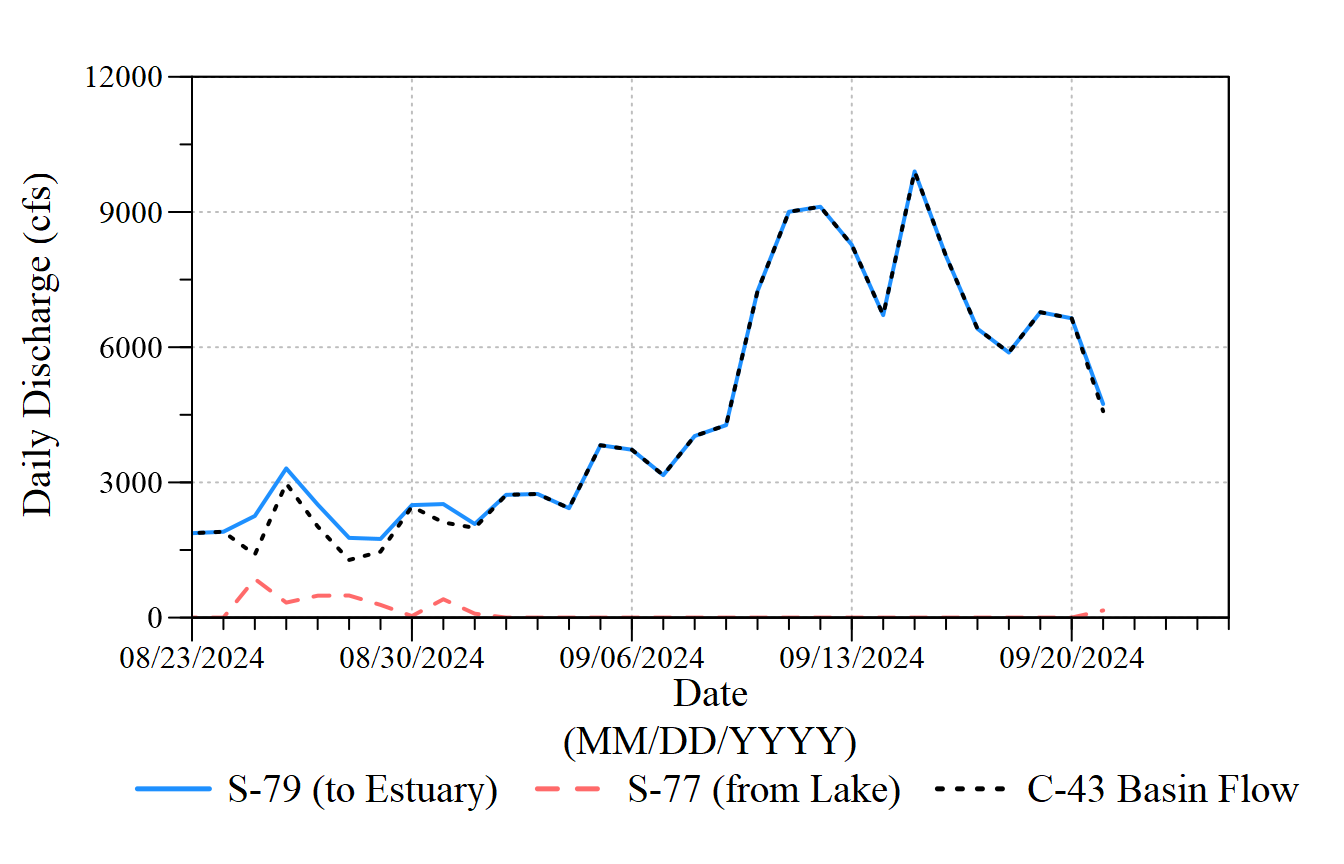 12000
9000
6000
3000
0
Daily Discharge (cfs)
08/23/2024 08/30/2024 09/06/2024 09/13/2024 09/20/2024
Date
(MM/DD/YYYY)
S-79 (to Estuary) S-77 (from Lake) C-43 Basin Flow